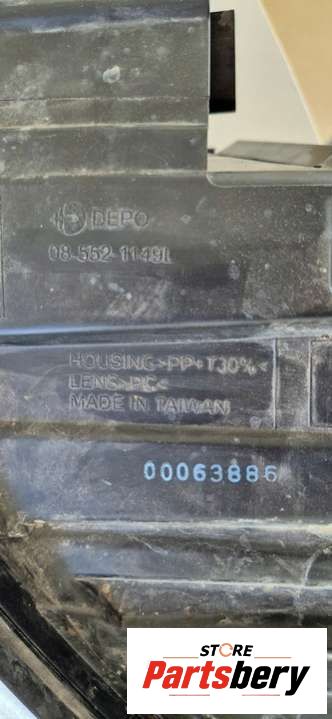 DEPO
08-552-1149L
HOUSING>PP+T30%<
LENS>PC<
MADE IN TAIWAN
00063886
STORE
Partsbery